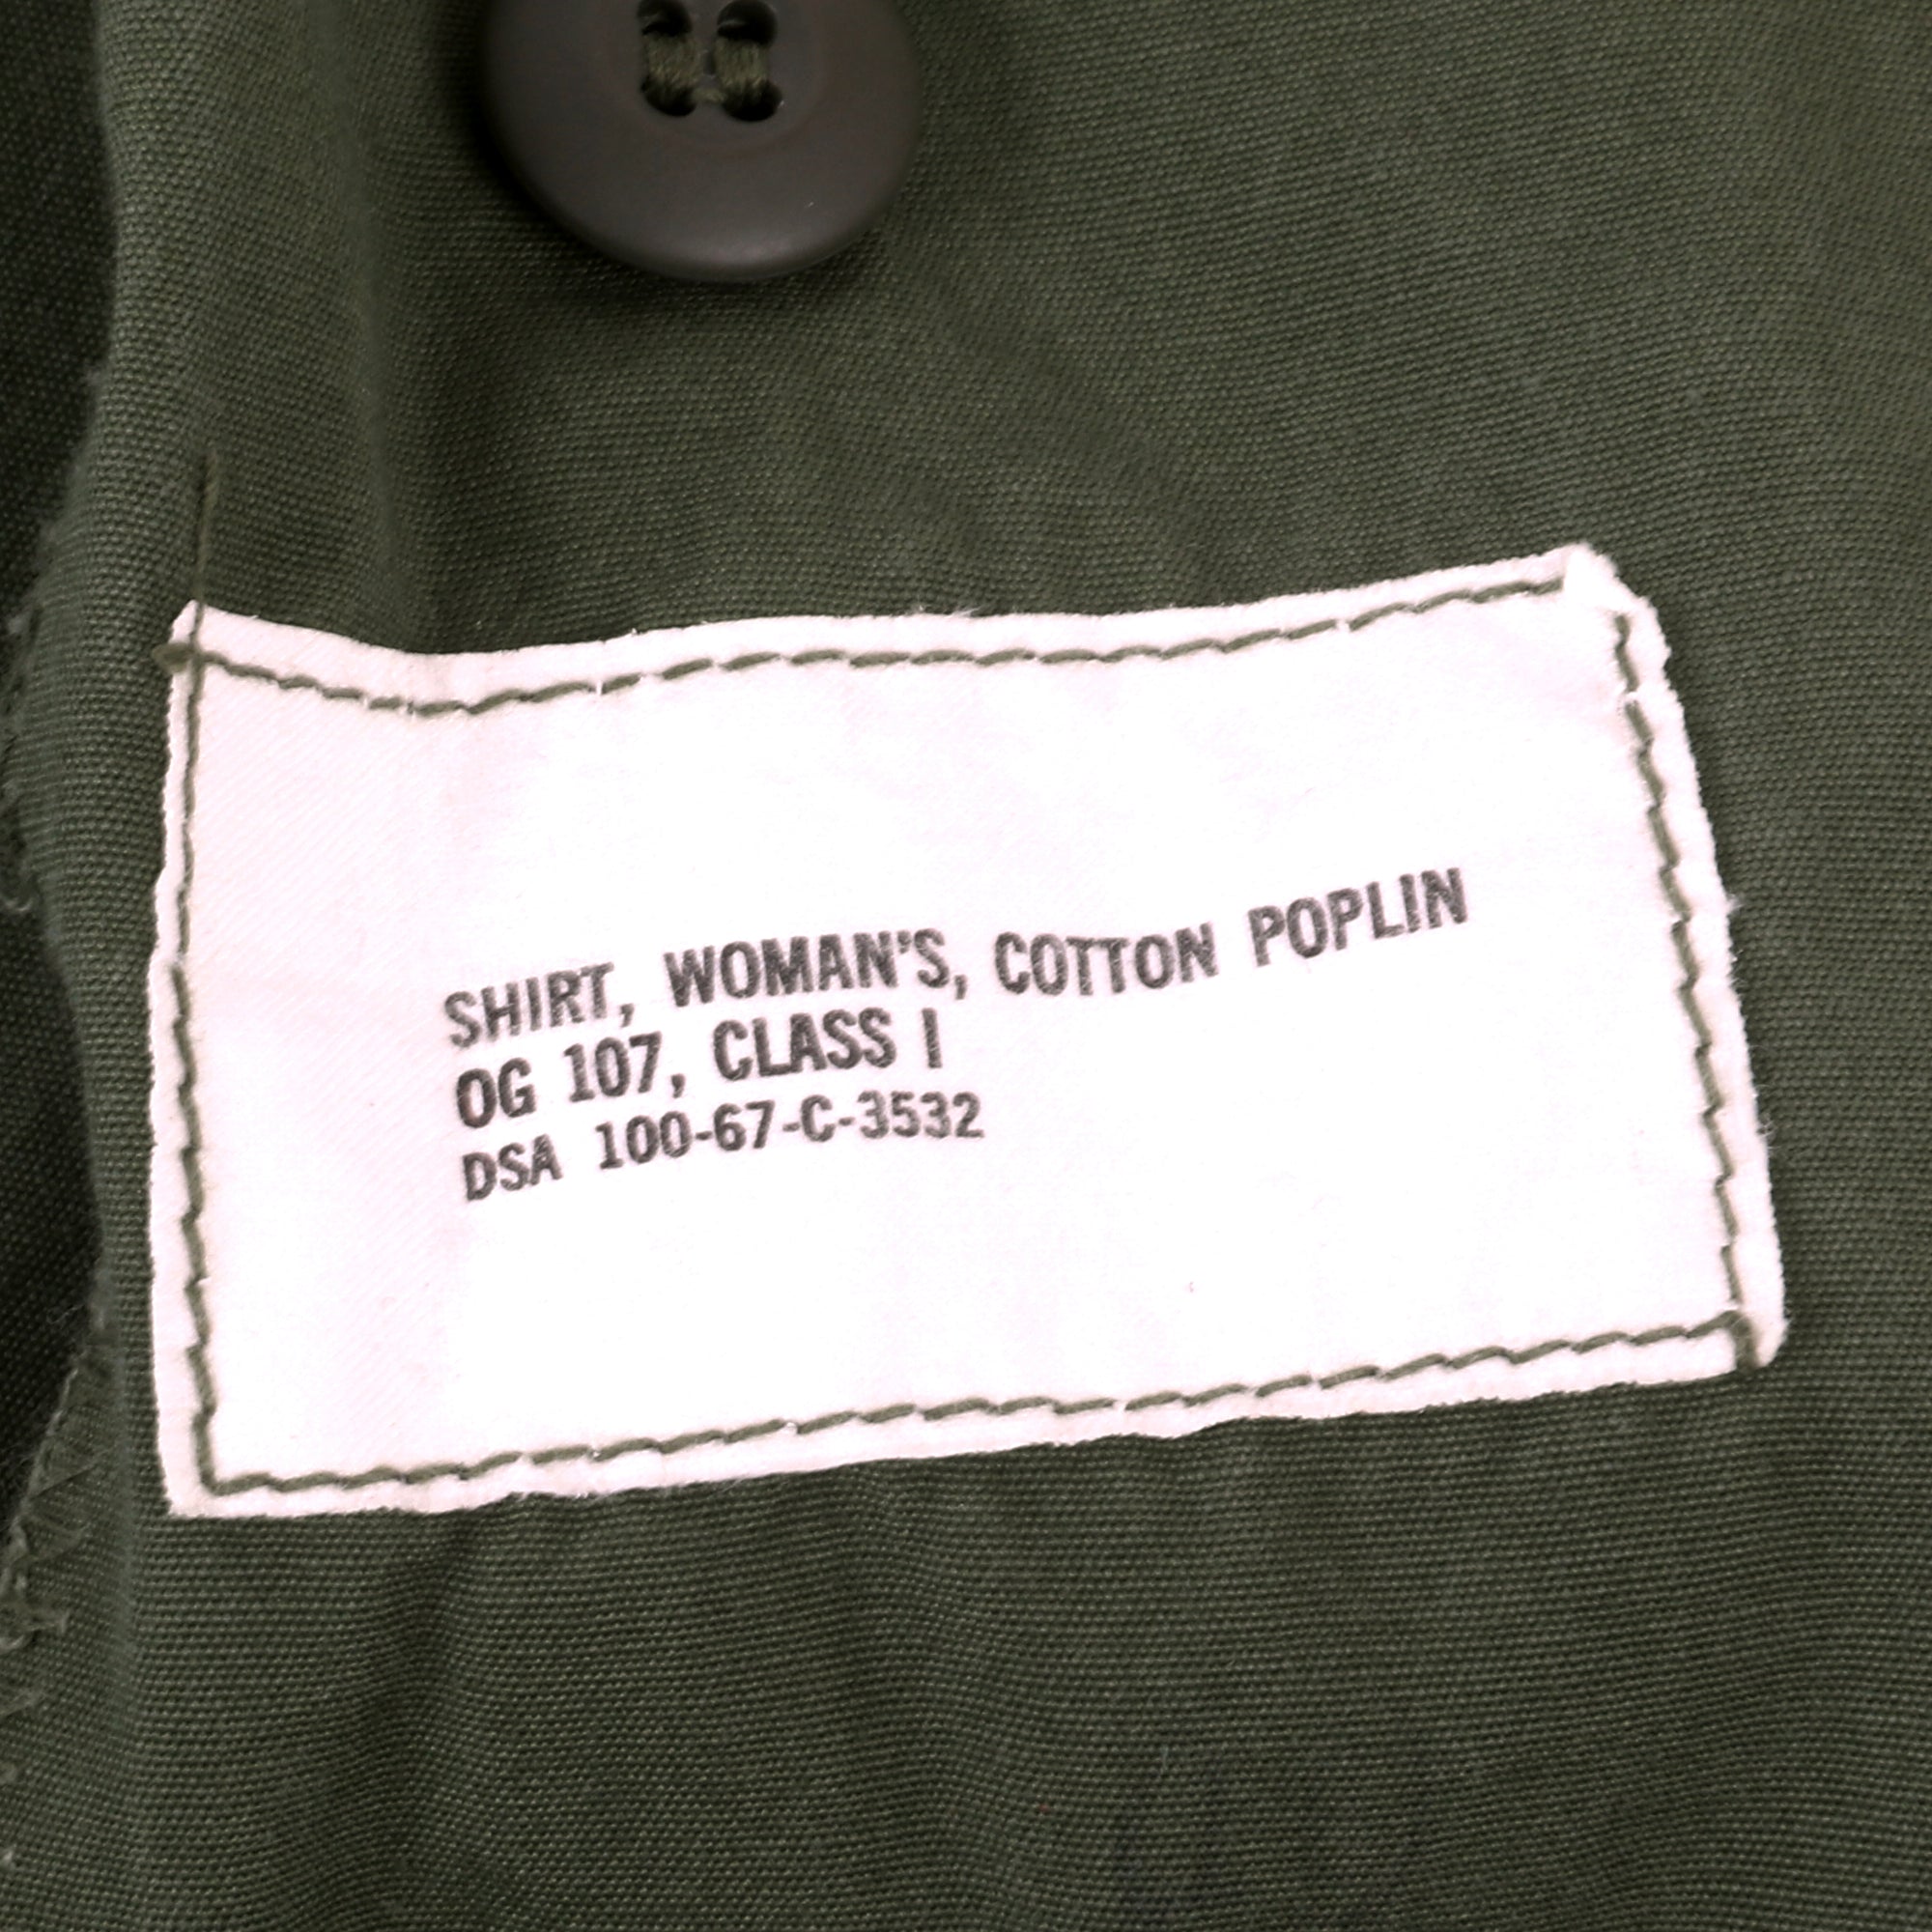 SHIRT, WOMAN'S, COTTON POPLIN
OG 107, CLASS I
DSA 100-67-C-3532